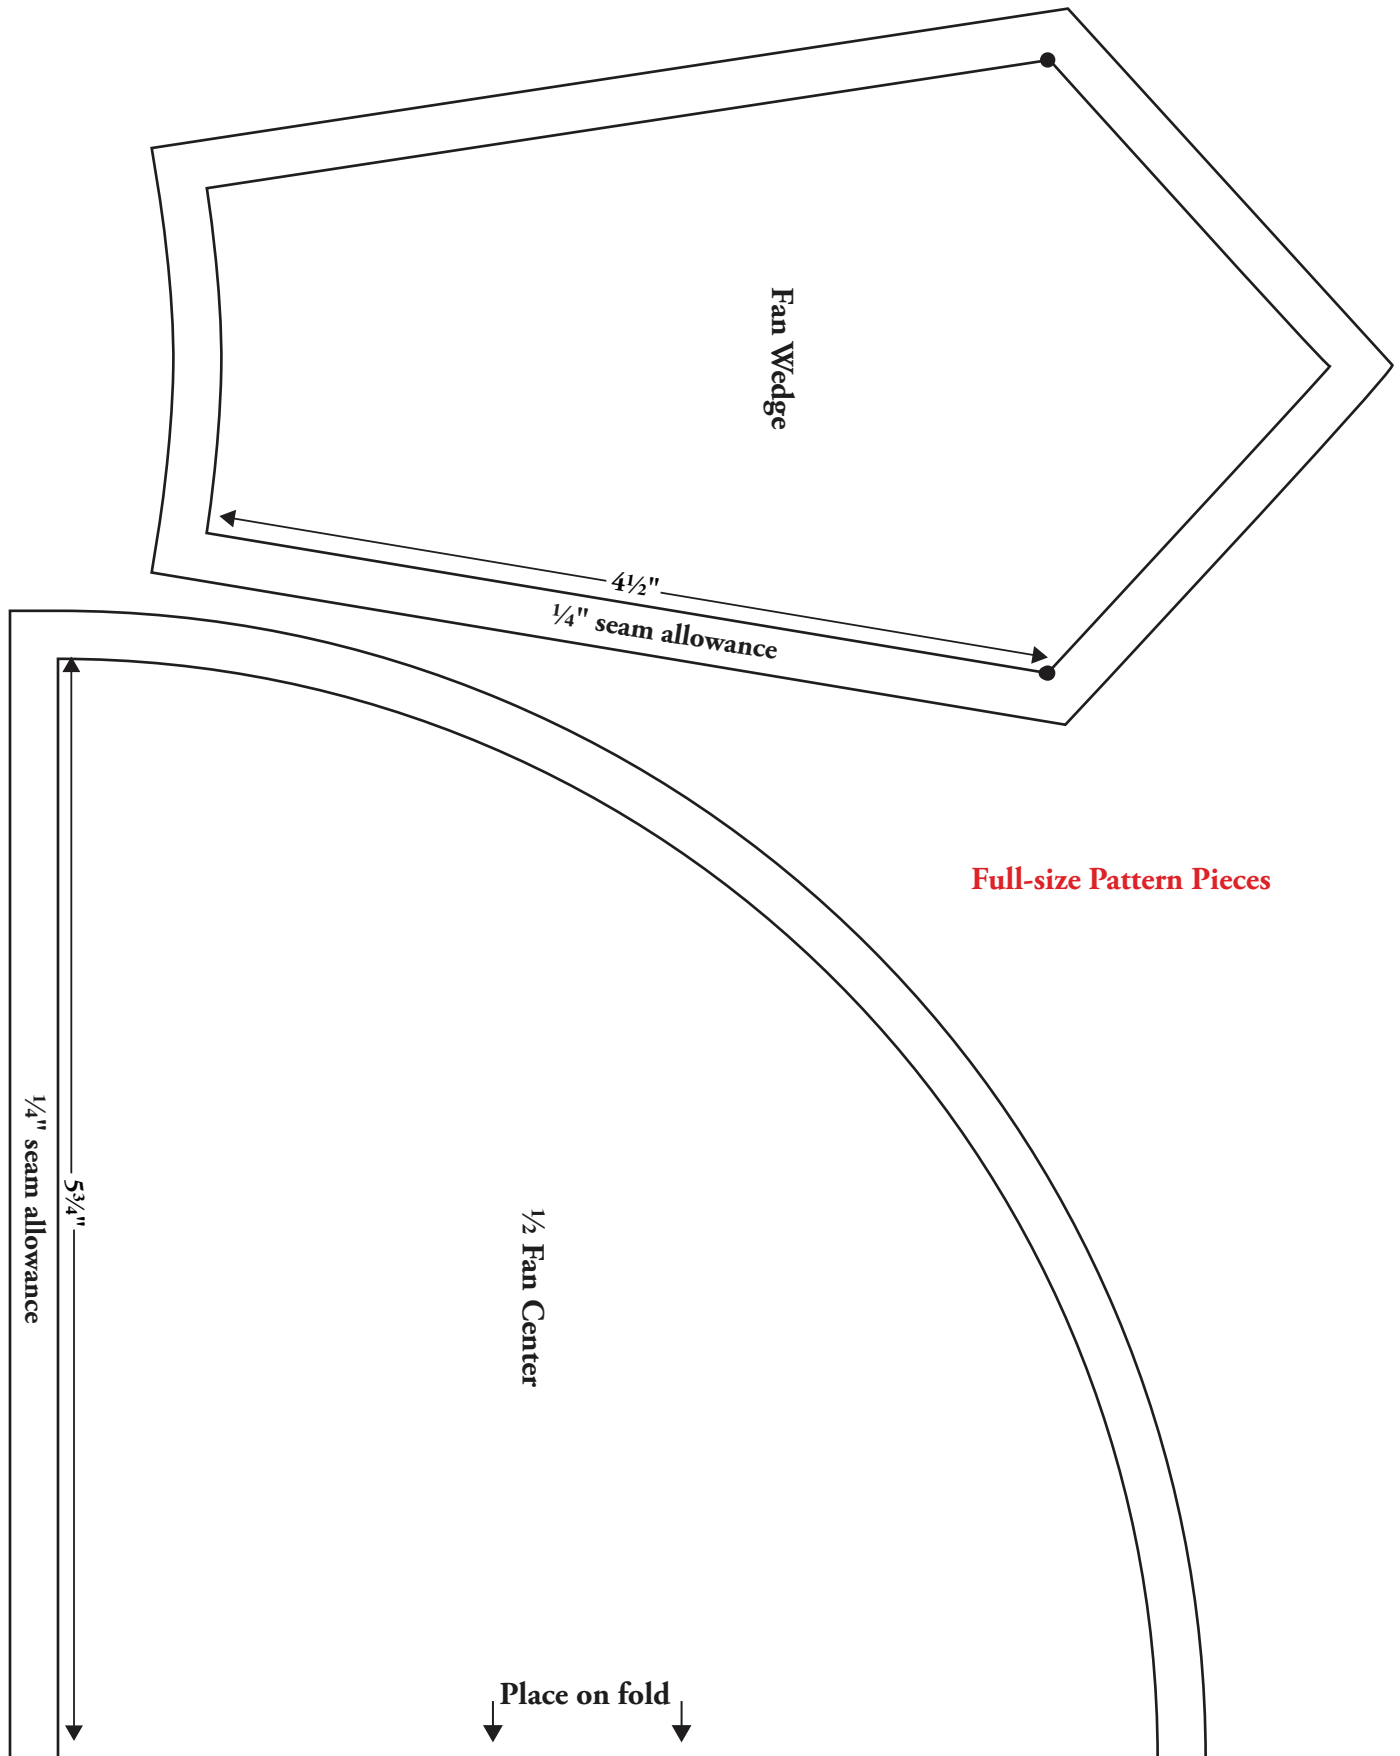 Fan Wedge
4½"
¼" seam allowance
Full-size Pattern Pieces
¼" seam allowance
5¾"
½ Fan Center
Place on fold